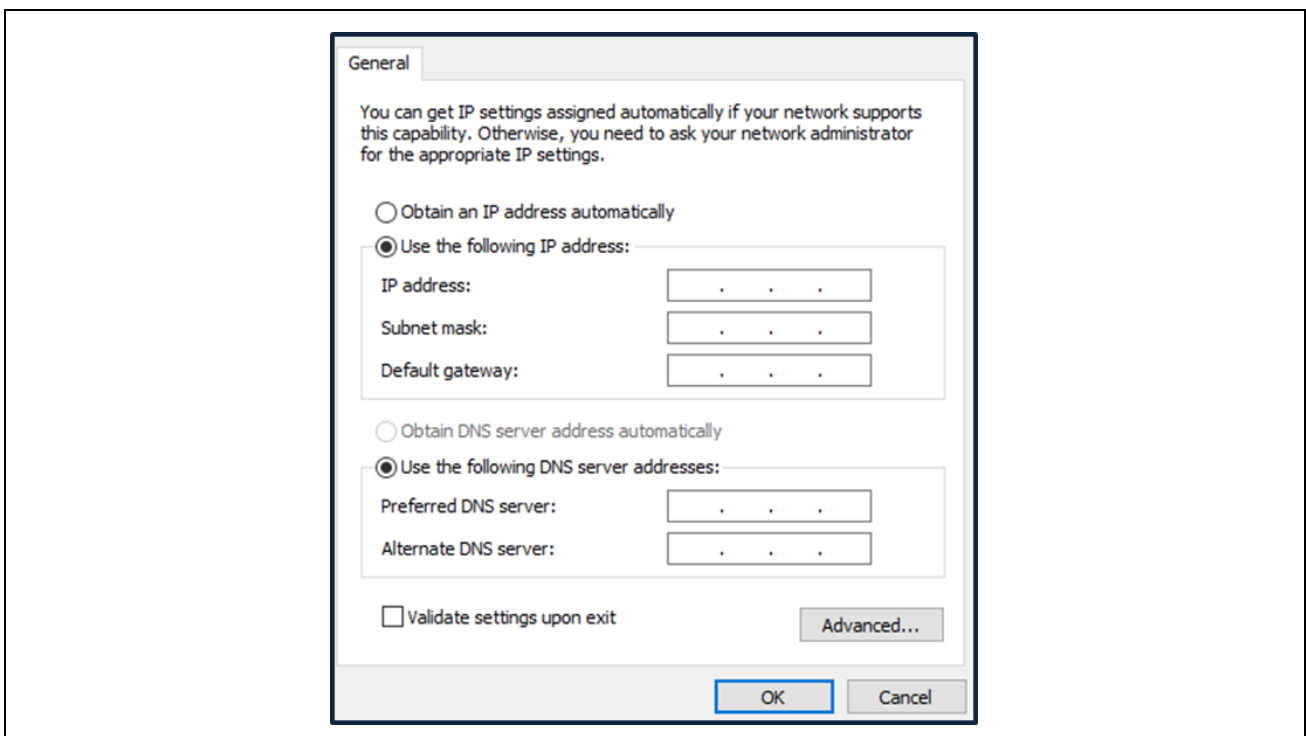 General
You can get IP settings assigned automatically if your network supports
this capability. Otherwise, you need to ask your network administrator
for the appropriate IP settings.
Obtain an IP address automatically
Use the following IP address:
IP address: . . .
Subnet mask: . . .
Default gateway: . . .
Obtain DNS server address automatically
Use the following DNS server addresses:
Preferred DNS server: . . .
Alternate DNS server: . . .
Validate settings upon exit
Advanced...
OK Cancel